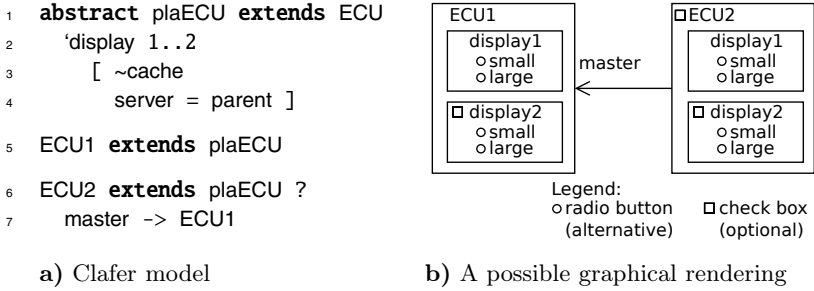 1 abstract plaECU extends ECU
2 ‘display 1..2
3 [ ~cache
4 server = parent ]
5 ECU1 extends plaECU
6 ECU2 extends plaECU ?
7 master -> ECU1
a) Clafer model
ECU1
display1
small
large
display2
small
large
master
ECU2
display1
small
large
display2
small
large
Legend:
radio button
(alternative)
check box
(optional)
b) A possible graphical rendering